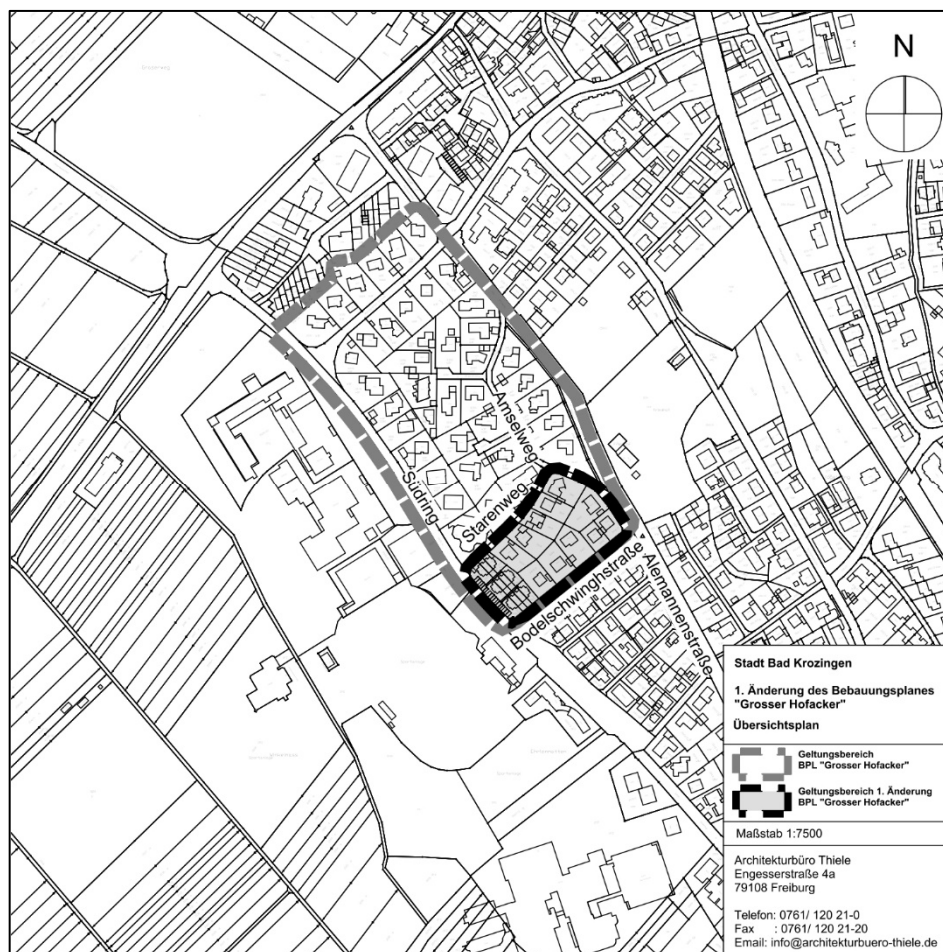 N
Amselweg
Südring
Starenweg
Bodelschwinghstraße
Alemannenstraße
Stadt Bad Krozingen
1. Änderung des Bebauungsplanes
"Grosser Hofacker"
Übersichtsplan
Geltungsbereich
BPL "Grosser Hofacker"
Geltungsbereich 1. Änderung
BPL "Grosser Hofacker"
Maßstab 1:7500
Architekturbüro Thiele
Engesserstraße 4a
79108 Freiburg
Telefon: 0761/ 120 21-0
Fax : 0761/ 120 21-20
Email: info@architekturbuero-thiele.de